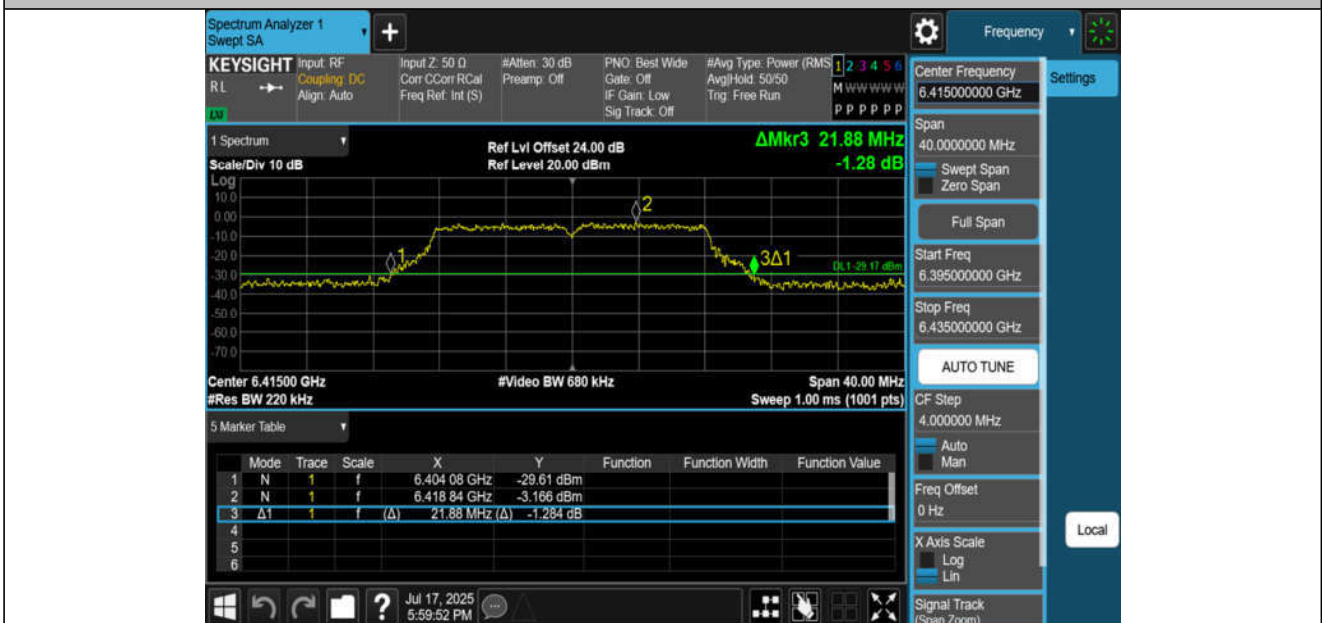 Spectrum Analyzer 1
Swept SA
+
Frequency
KEYSIGHT
RL
LU
Input: RF
Coupling: DC
Align: Auto
Input Z: 50 Ω
Corr CCorr RCal
Freq Ref: Int (S)
#Atten: 30 dB
Preamp: Off
PNO: Best Wide
Gate: Off
IF Gain: Low
Sig Track: Off
#Avg Type: Power (RMS
Avg|Hold: 50/50
Trig: Free Run
1 2 3 4 5 6
M W W W W W
P P P P P P
1 Spectrum
Scale/Div 10 dB
Ref Lvl Offset 24.00 dB
Ref Level 20.00 dBm
ΔMkr3 21.88 MHz
-1.28 dB
Log
10.0
0.00
-10.0
-20.0
-30.0
-40.0
-50.0
-60.0
-70.0
1
2
3Δ1
DL1 -29.17 dBm
Center 6.41500 GHz
#Video BW 680 kHz
Span 40.00 MHz
#Res BW 220 kHz
Sweep 1.00 ms (1001 pts)
5 Marker Table
Mode Trace Scale X Y Function Function Width Function Value
1 N 1 f 6.404 08 GHz -29.61 dBm
2 N 1 f 6.418 84 GHz -3.166 dBm
3 Δ1 1 f (Δ) 21.88 MHz (Δ) -1.284 dB
4
5
6
?
Jul 17, 2025
5:59:52 PM
Center Frequency
6.415000000 GHz
Settings
Span
40.0000000 MHz
Swept Span
Zero Span
Full Span
Start Freq
6.395000000 GHz
Stop Freq
6.435000000 GHz
AUTO TUNE
CF Step
4.000000 MHz
Auto
Man
Freq Offset
0 Hz
X Axis Scale
Log
Lin
Local
Signal Track
(Span Zoom)